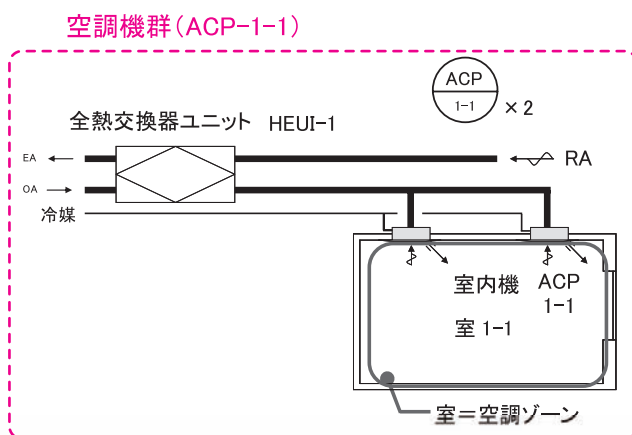 空調機群(ACP-1-1)
ACP
1-1
×2
全熱交換器ユニット HEUI-1
EA
RA
OA
冷媒
室内機
ACP
1-1
室 1-1
室=空調ゾーン